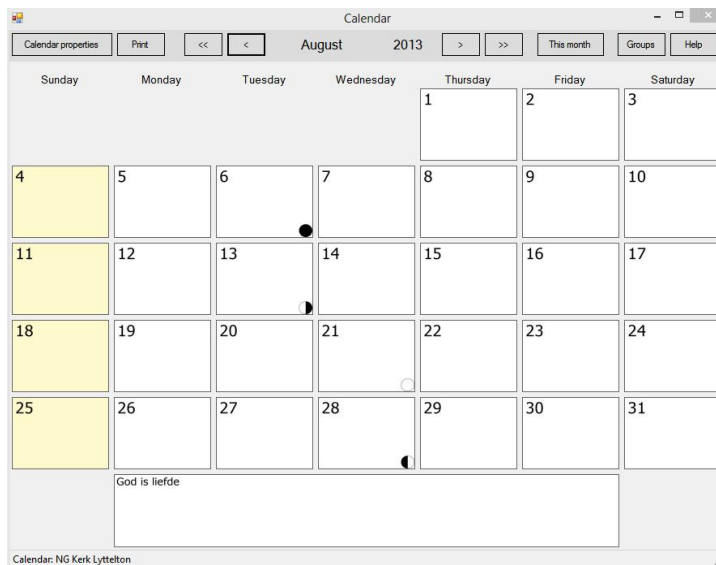 Calendar
Calendar properties Print << < August 2013 > >> This month Groups Help
Sunday Monday Tuesday Wednesday Thursday Friday Saturday
1 2 3
4 5 6 7 8 9 10
11 12 13 14 15 16 17
18 19 20 21 22 23 24
25 26 27 28 29 30 31
God is liefde
Calendar: NG Kerk Lyttelton